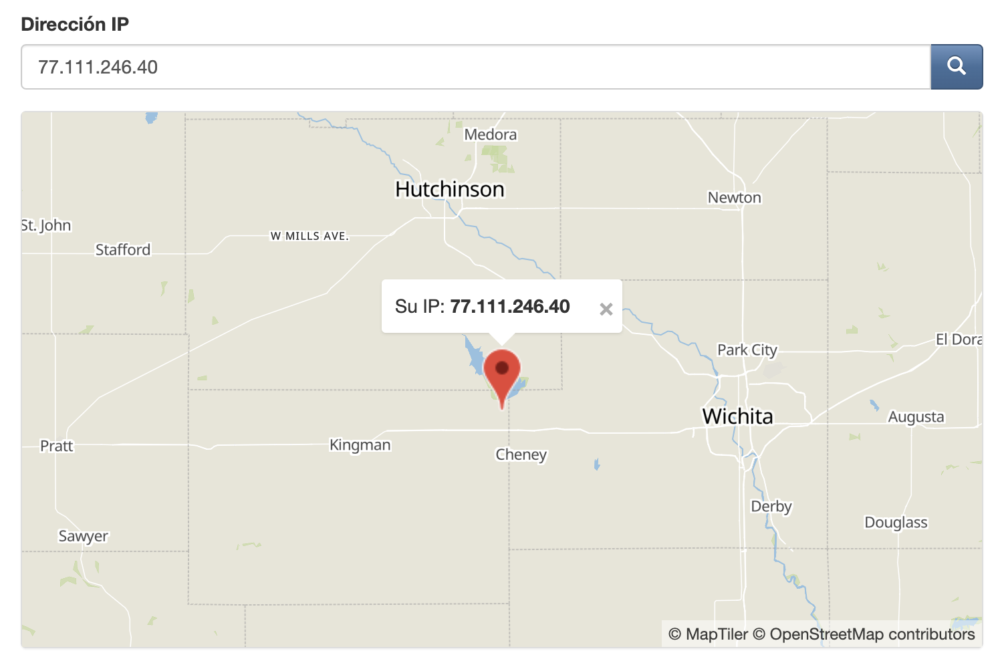 Dirección IP
77.111.246.40
Medora
Hutchinson
Newton
St. John
W MILLS AVE.
Stafford
Su IP: 77.111.246.40 ×
El Dora
Park City
Wichita
Augusta
Pratt
Kingman
Cheney
Derby
Douglass
Sawyer
© MapTiler © OpenStreetMap contributors